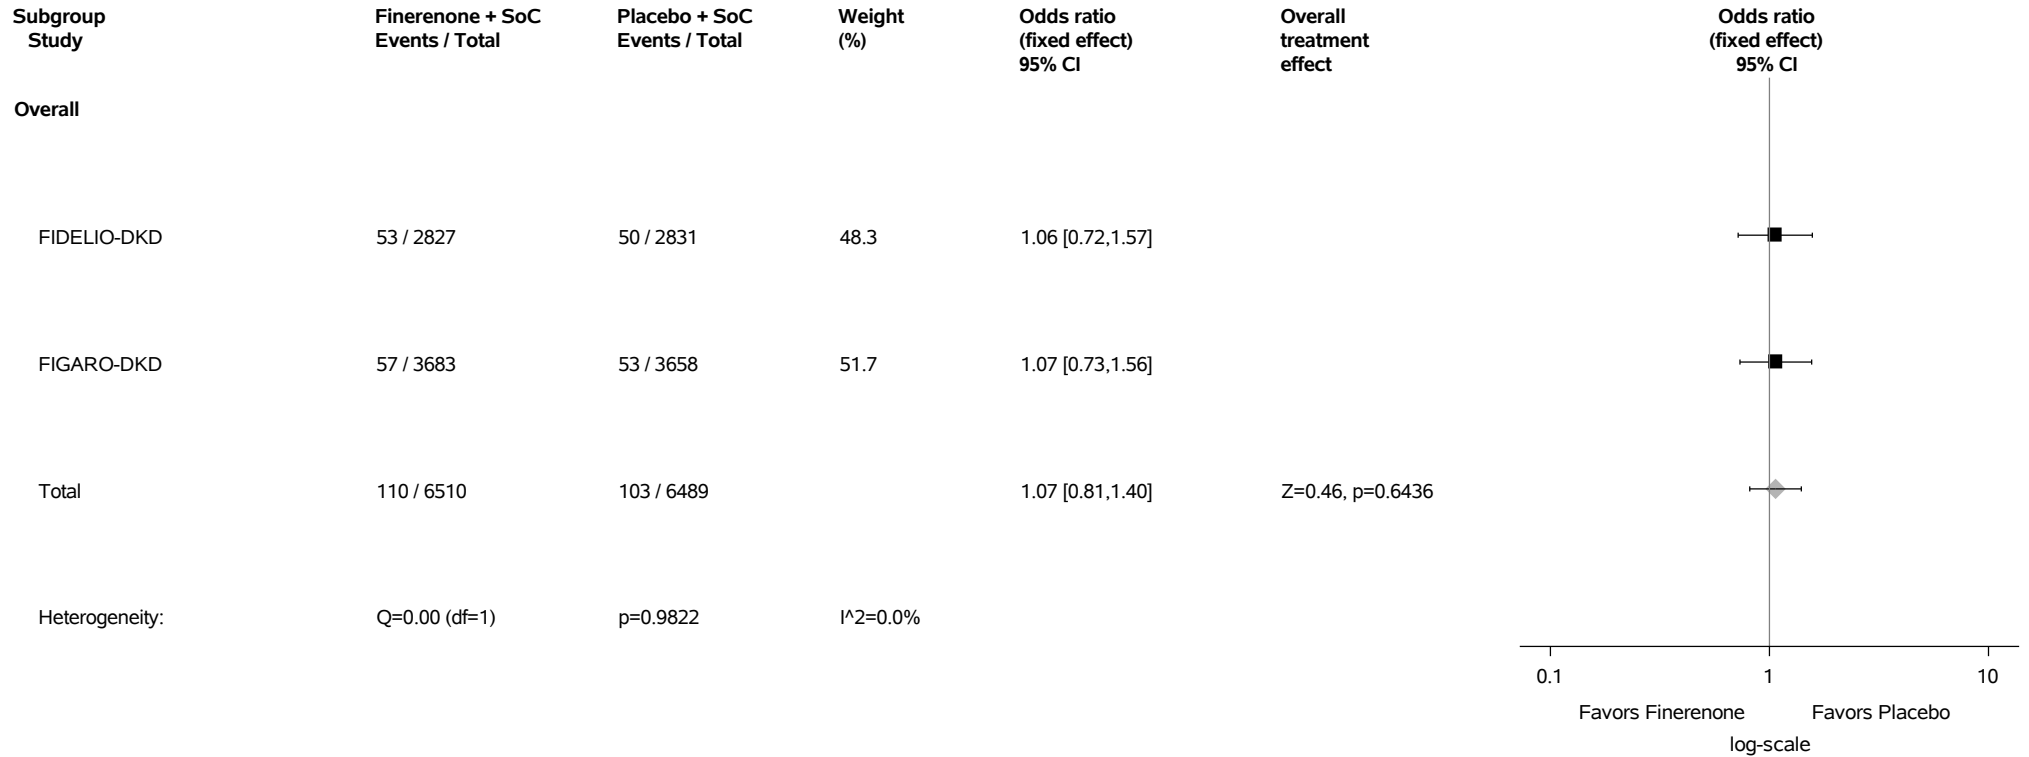 Subgroup Finerenone + SoC Placebo + SoC Weight Odds ratio Overall Odds ratio
Study Events / Total Events / Total (%) (fixed effect) treatment (fixed effect)
95% CI effect 95% CI
Overall
FIDELIO-DKD 53 / 2827 50 / 2831 48.3 1.06 [0.72,1.57]
FIGARO-DKD 57 / 3683 53 / 3658 51.7 1.07 [0.73,1.56]
Total 110 / 6510 103 / 6489 1.07 [0.81,1.40] Z=0.46, p=0.6436
Heterogeneity: Q=0.00 (df=1) p=0.9822 I^2=0.0%
0.1 1 10
Favors Finerenone Favors Placebo
log-scale